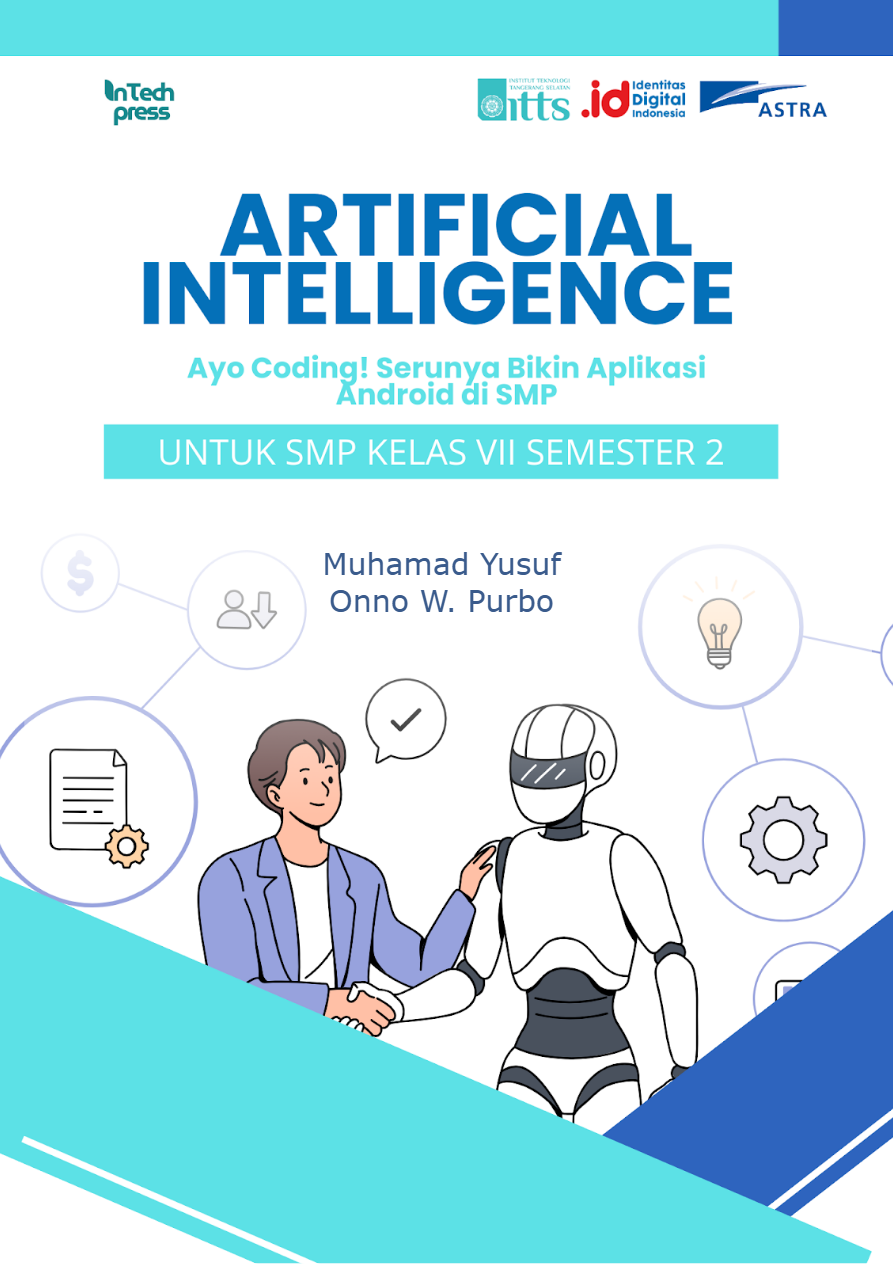 InTech
press
INSTITUT TEKNOLOGI
TANGERANG SELATAN
itts
.id
Identitas
Digital
Indonesia
ASTRA
ARTIFICIAL
INTELLIGENCE
Ayo Coding! Serunya Bikin Aplikasi
Android di SMP
UNTUK SMP KELAS VII SEMESTER 2
Muhamad Yusuf
Onno W. Purbo
$